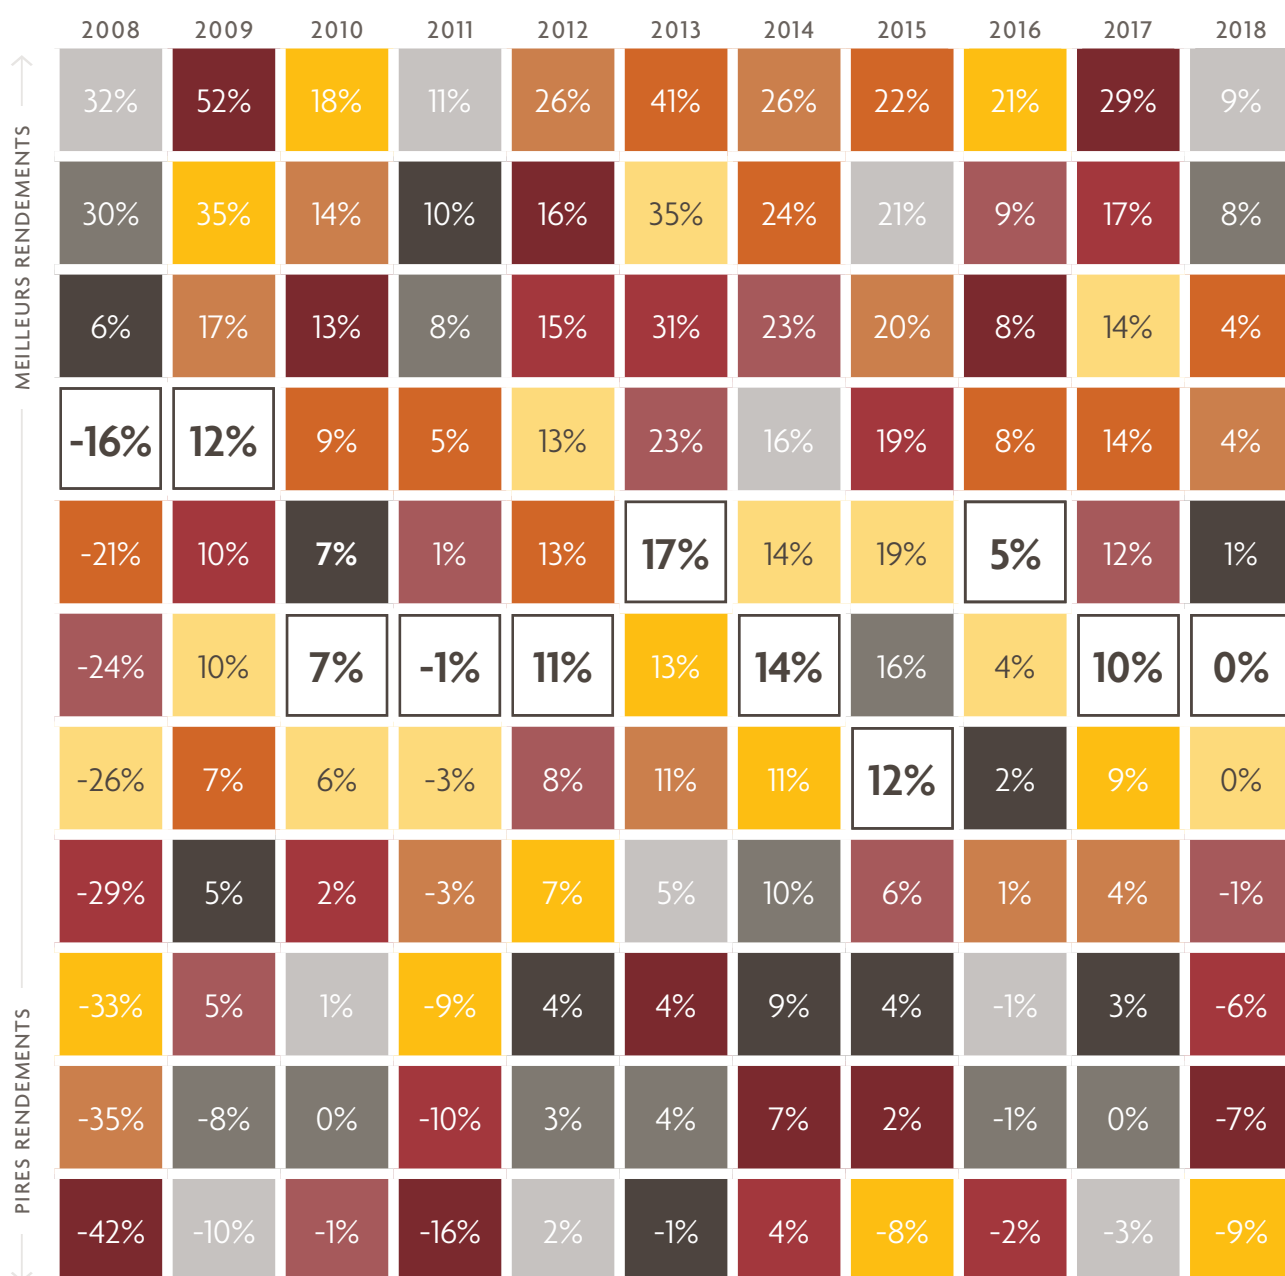 2008 2009 2010 2011 2012 2013 2014 2015 2016 2017 2018
32% 52% 18% 11% 26% 41% 26% 22% 21% 29% 9%
30% 35% 14% 10% 16% 35% 24% 21% 9% 17% 8%
6% 17% 13% 8% 15% 31% 23% 20% 8% 14% 4%
-16% 12% 9% 5% 13% 23% 16% 19% 8% 14% 4%
-21% 10% 7% 1% 13% 17% 14% 19% 5% 12% 1%
-24% 10% 7% -1% 11% 13% 14% 16% 4% 10% 0%
-26% 7% 6% -3% 8% 11% 11% 12% 2% 9% 0%
-29% 5% 2% -3% 7% 5% 10% 6% 1% 4% -1%
-33% 5% 1% -9% 4% 4% 9% 4% -1% 3% -6%
-35% -8% 0% -10% 3% 4% 7% 2% -1% 0% -7%
-42% -10% -1% -16% 2% -1% 4% -8% -2% -3% -9%
MEILLEURS RENDEMENTS
PIRES RENDEMENTS